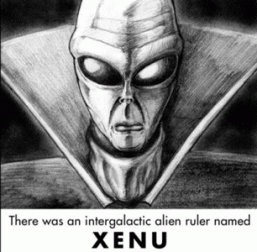 There was an intergalactic alien ruler named
XENU